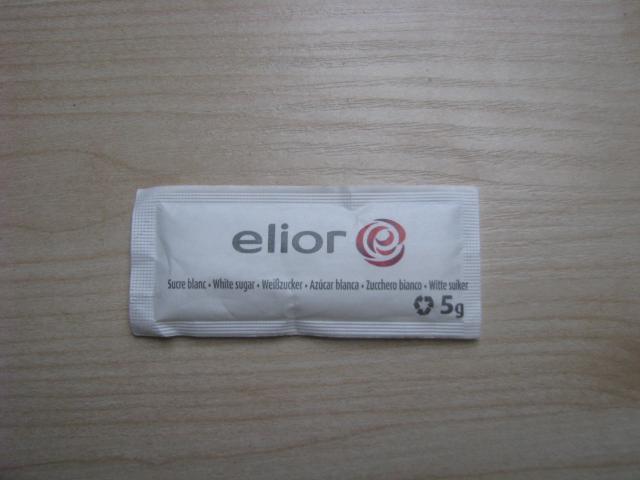 elior
Sucre blanc • White sugar • Weißzucker • Azúcar blanca • Zucchero bianco • Witte suiker
5g